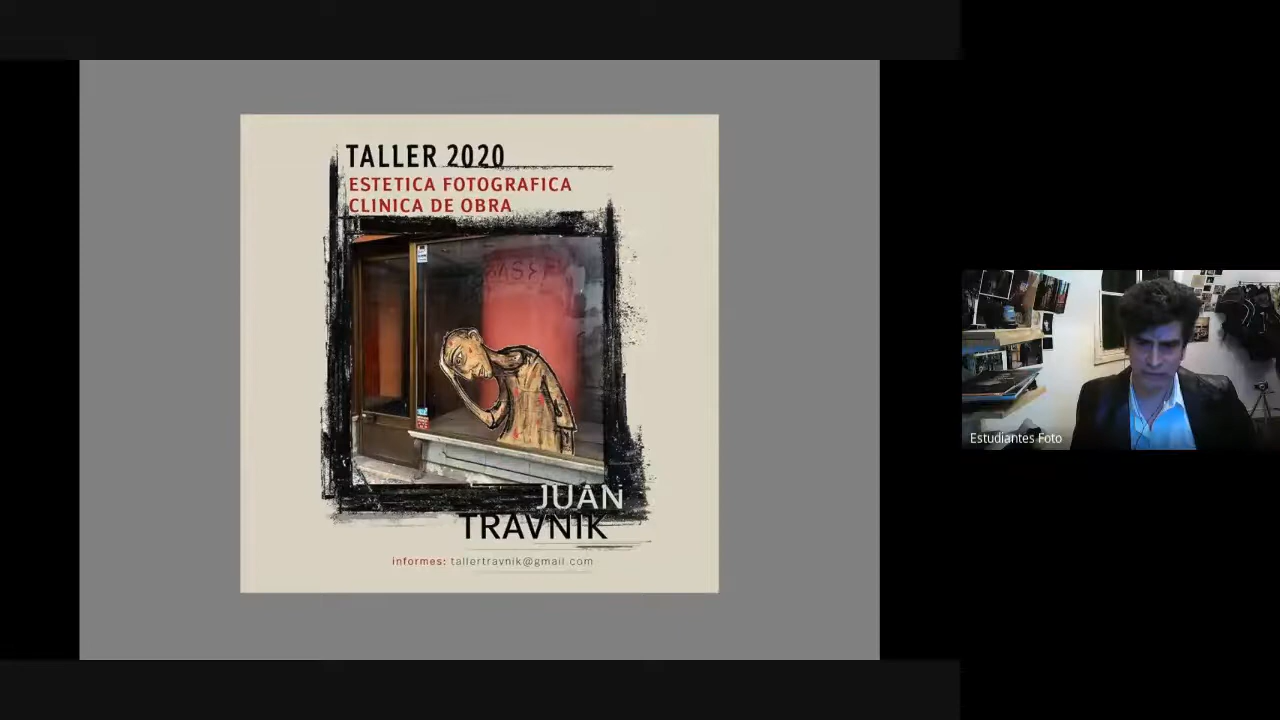 TALLER 2020
ESTETICA FOTOGRAFICA
CLINICA DE OBRA
JUAN
TRAVNIK
informes: tallertravnik@gmail.com
Estudiantes Foto